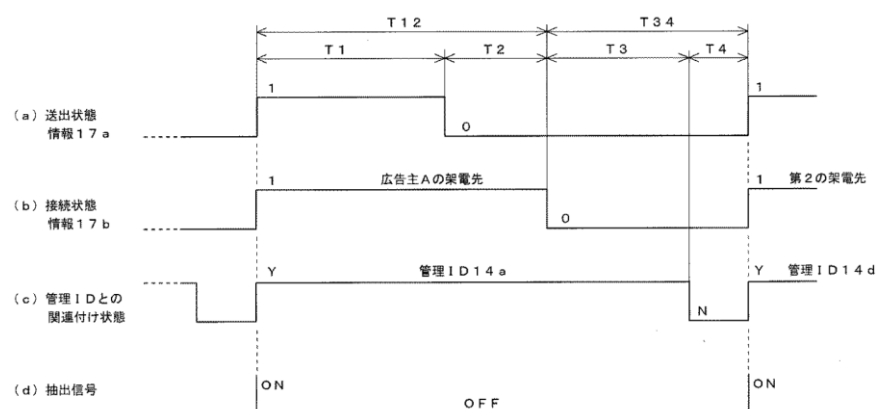 T12
T34
T1
T2
T3
T4
1
1
(a)送出状態
情報17a
0
1
広告主Aの架電先
1
第2の架電先
(b)接続状態
情報17b
0
Y
管理ID14a
Y
管理ID14d
(c)管理IDとの
関連付け状態
N
(d)抽出信号
ON
ON
OFF